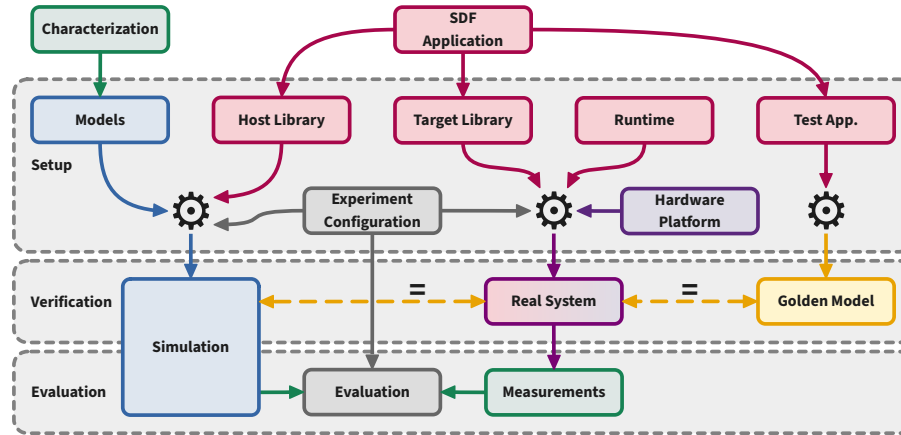 Characterization
SDF
Application
Models
Host Library
Target Library
Runtime
Test App.
Setup
Experiment
Configuration
Hardware
Platform
=
=
Verification
Real System
Golden Model
Simulation
Evaluation
Evaluation
Measurements